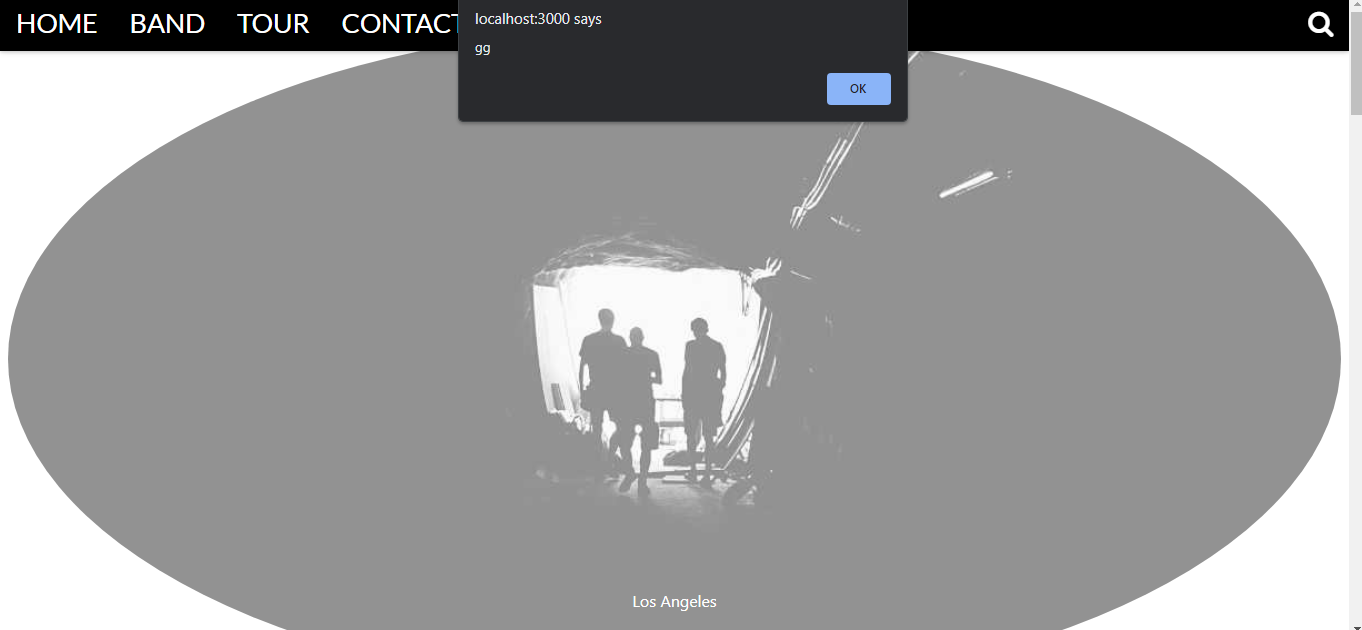 HOME BAND TOUR CONTACT
localhost:3000 says
gg
OK
Los Angeles